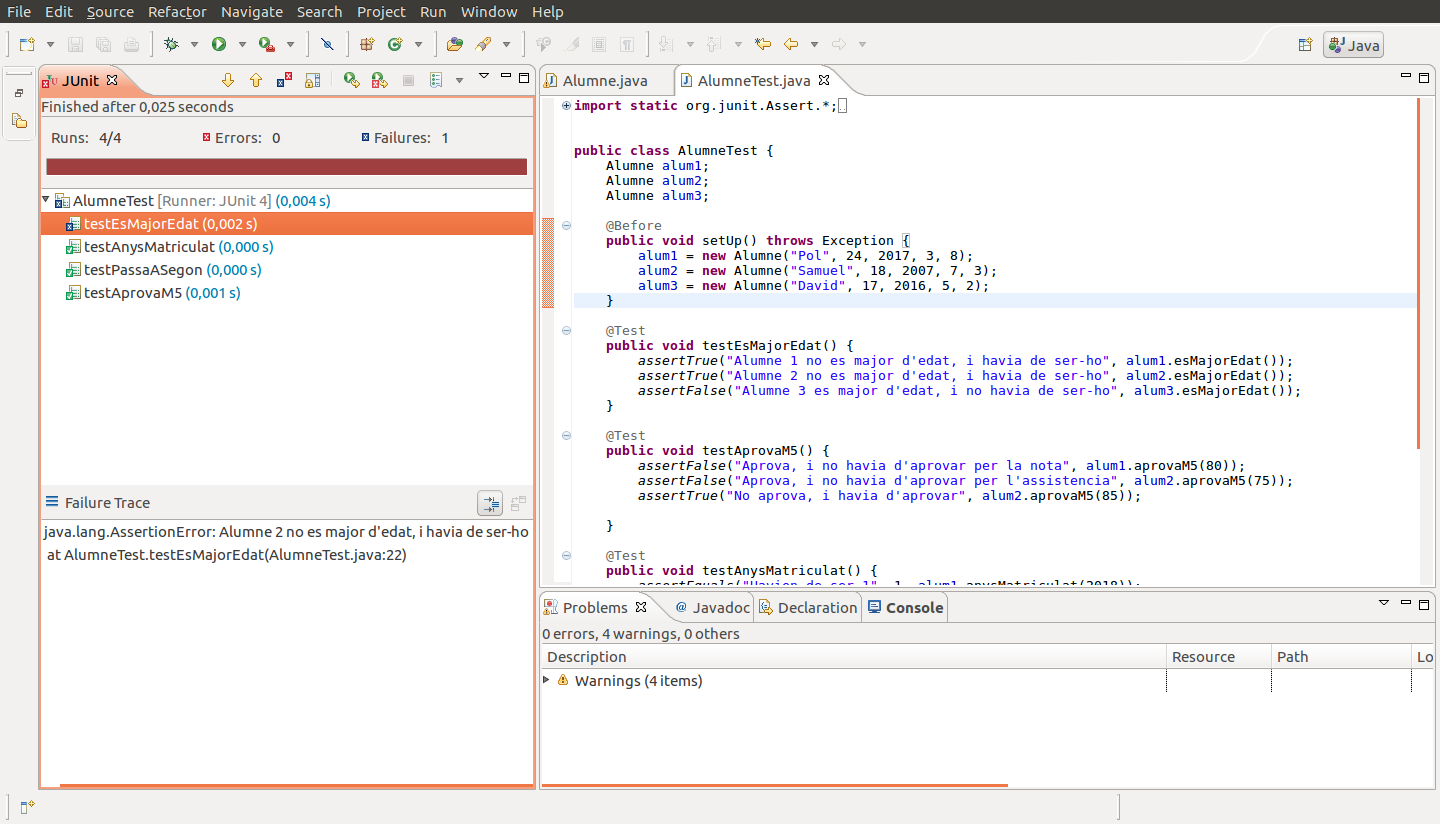 File Edit Source Refactor Navigate Search Project Run Window Help
Java
JUnit
Finished after 0,025 seconds
Runs: 4/4 Errors: 0 Failures: 1
AlumneTest [Runner: JUnit 4] (0,004 s)
testEsMajorEdat (0,002 s)
testAnysMatriculat (0,000 s)
testPassaASegon (0,000 s)
testAprovaM5 (0,001 s)
Failure Trace
java.lang.AssertionError: Alumne 2 no es major d'edat, i havia de ser-ho
at AlumneTest.testEsMajorEdat(AlumneTest.java:22)
Alumne.java AlumneTest.java
import static org.junit.Assert.*;
public class AlumneTest {
Alumne alum1;
Alumne alum2;
Alumne alum3;
@Before
public void setUp() throws Exception {
alum1 = new Alumne("Pol", 24, 2017, 3, 8);
alum2 = new Alumne("Samuel", 18, 2007, 7, 3);
alum3 = new Alumne("David", 17, 2016, 5, 2);
}
@Test
public void testEsMajorEdat() {
assertTrue("Alumne 1 no es major d'edat, i havia de ser-ho", alum1.esMajorEdat());
assertTrue("Alumne 2 no es major d'edat, i havia de ser-ho", alum2.esMajorEdat());
assertFalse("Alumne 3 es major d'edat, i no havia de ser-ho", alum3.esMajorEdat());
}
@Test
public void testAprovaM5() {
assertFalse("Aprova, i no havia d'aprovar per la nota", alum1.aprovaM5(80));
assertFalse("Aprova, i no havia d'aprovar per l'assistencia", alum2.aprovaM5(75));
assertTrue("No aprova, i havia d'aprovar", alum2.aprovaM5(85));
}
@Test
public void testAnysMatriculat() {
assertEquals("Havien de ser 1", 1, alum1.anysMatriculat(2018));
Problems @ Javadoc Declaration Console
0 errors, 4 warnings, 0 others
Description Resource Path Lo
Warnings (4 items)